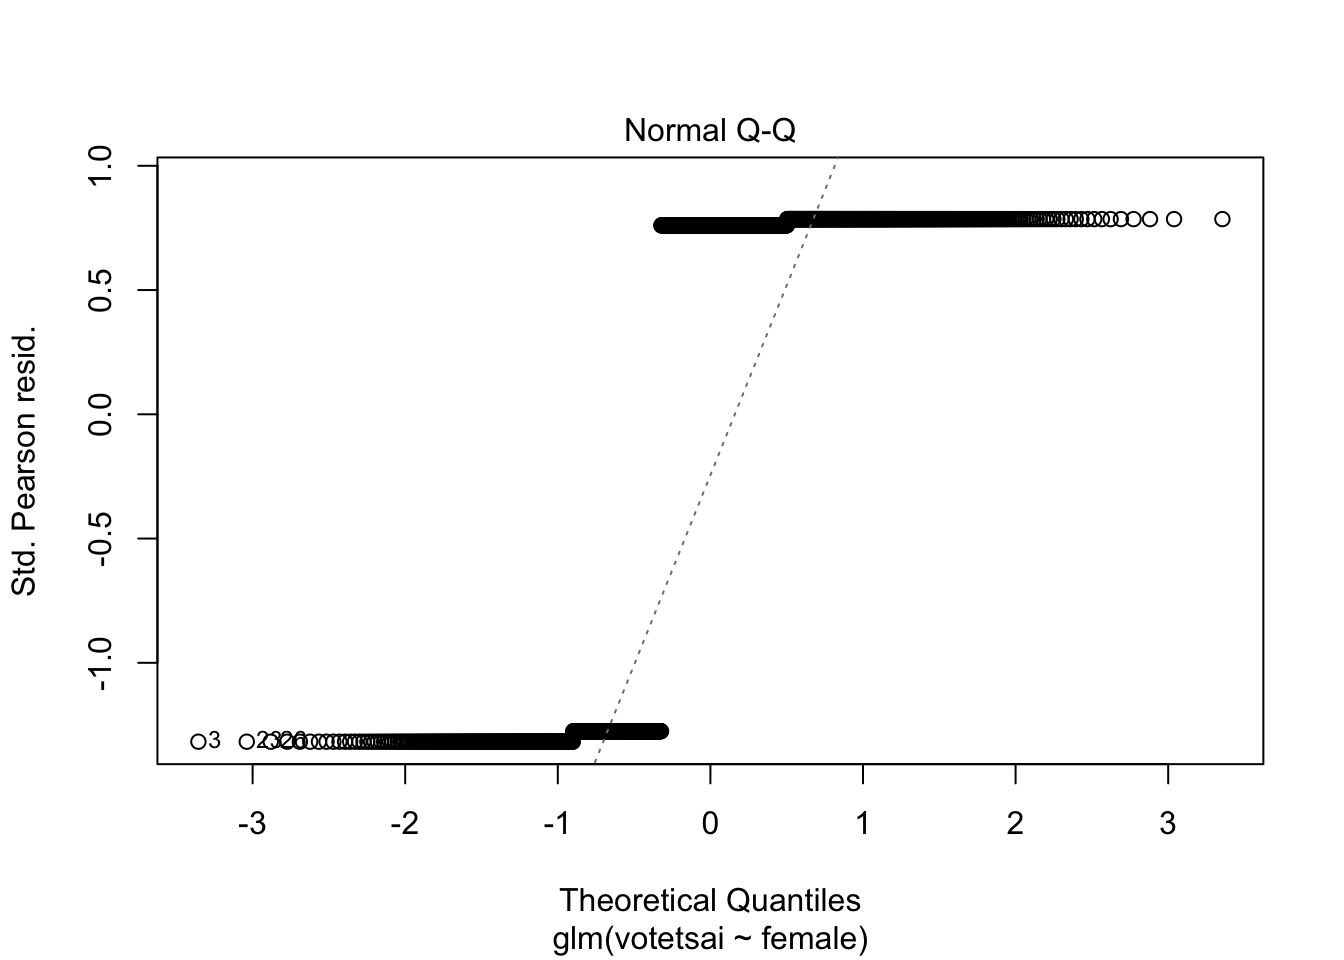 Normal Q-Q
Std. Pearson resid.
1.0
0.5
0.0
-0.5
-1.0
3
-3 -2 -1 0 1 2 3
Theoretical Quantiles
glm(votetsai ~ female)